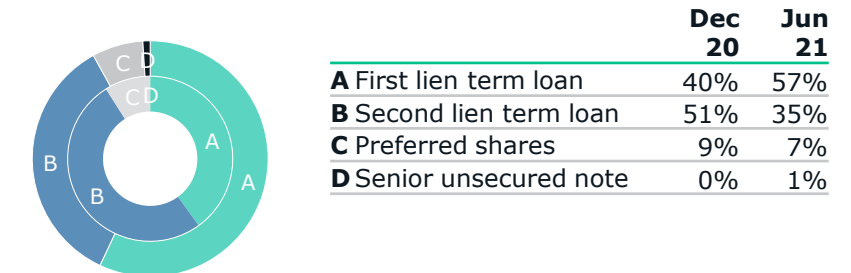 C
D
C
D
A
B
A
B
Dec Jun
20 21
A First lien term loan 40% 57%
B Second lien term loan 51% 35%
C Preferred shares 9% 7%
D Senior unsecured note 0% 1%